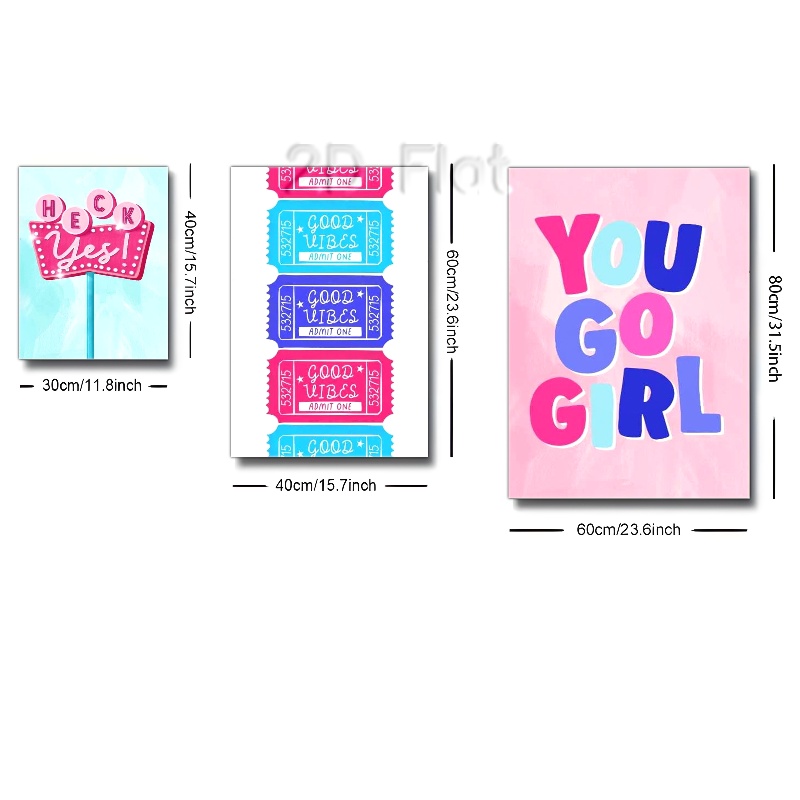 2D Flat
HECK
Yes!
40cm/15.7inch
30cm/11.8inch
VIBES
532715
ADMIT ONE
532715
GOOD
532715
VIBES
532715
ADMIT ONE
GOOD
532715
VIBES
532715
ADMIT ONE
GOOD
532715
VIBES
532715
ADMIT ONE
GOOD
60cm/23.6inch
40cm/15.7inch
YOU
GO
GIRL
80cm/31.5inch
60cm/23.6inch